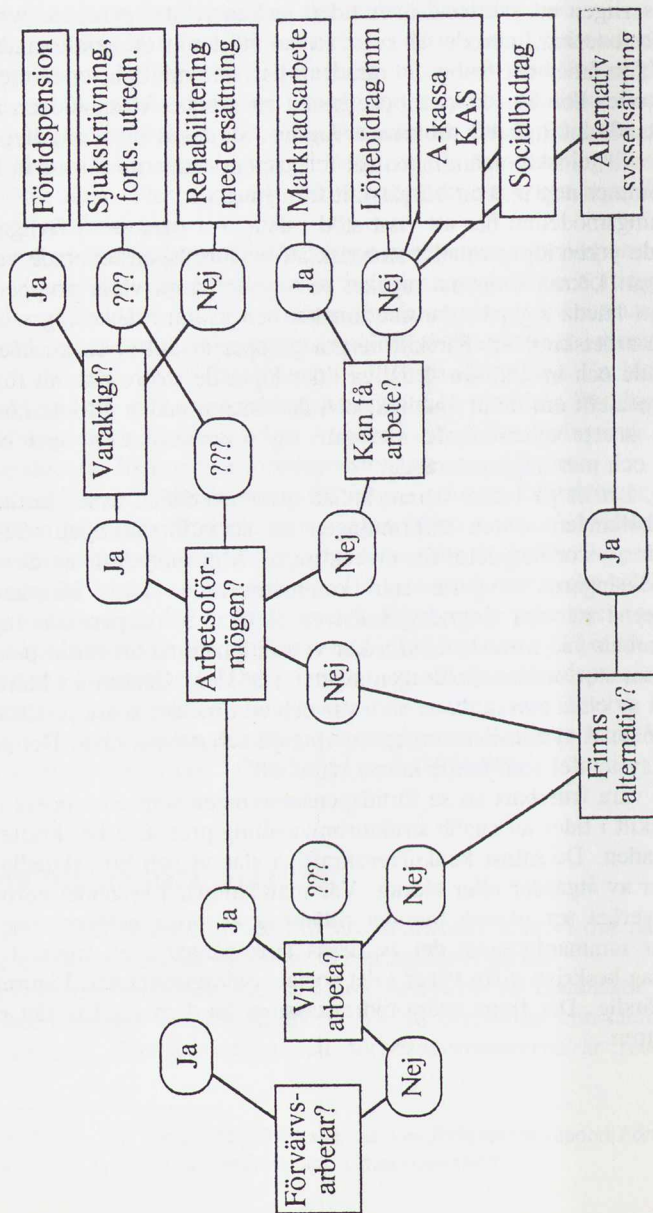 Förvärvs-
arbetar?
Ja
Nej
Vill
arbeta?
Ja
???
Nej
Arbetsoför-
mögen?
Ja
???
Nej
Nej
Finns
alternativ?
Ja
Varaktigt?
Ja
???
Nej
Kan få
arbete?
Ja
Nej
Förtidspension
Sjukskrivning,
forts. utredn.
Rehabilitering
med ersättning
Marknadsarbete
Lönebidrag mm
A-kassa
KAS
Socialbidrag
Alternativ
sysselsättning